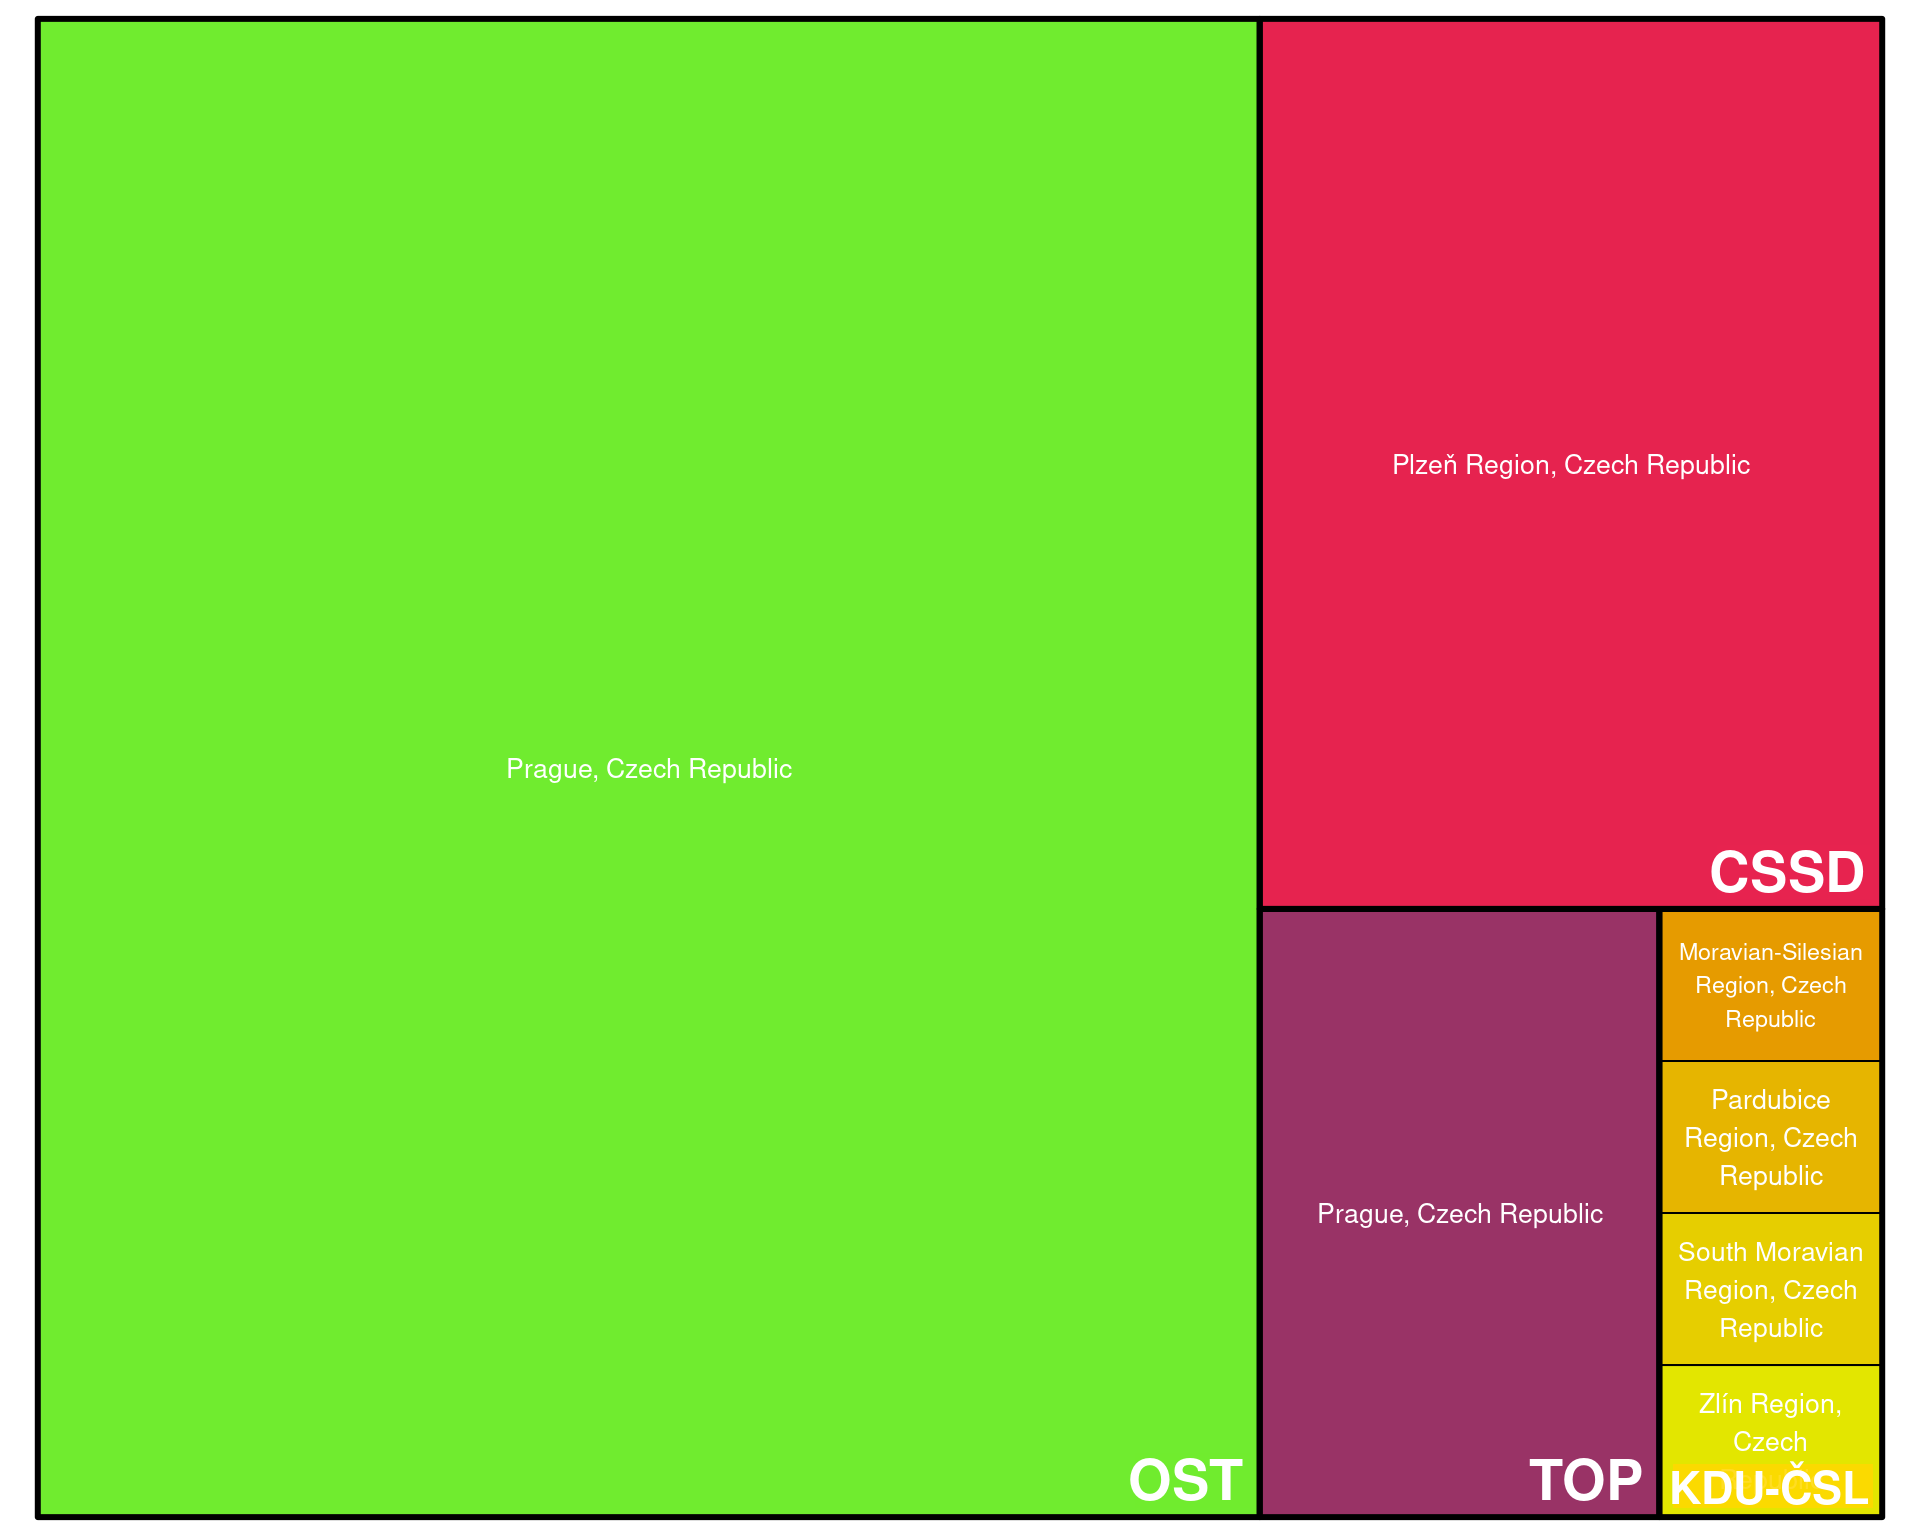 Prague, Czech Republic
OST
Plzeň Region, Czech Republic
CSSD
Prague, Czech Republic
TOP
Moravian-Silesian
Region, Czech
Republic
Pardubice
Region, Czech
Republic
South Moravian
Region, Czech
Republic
Zlín Region,
Czech
KDU-ČSL